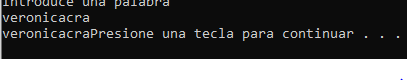 introduce una palabra
veronicacra
veronicacraPresione una tecla para continuar . . .